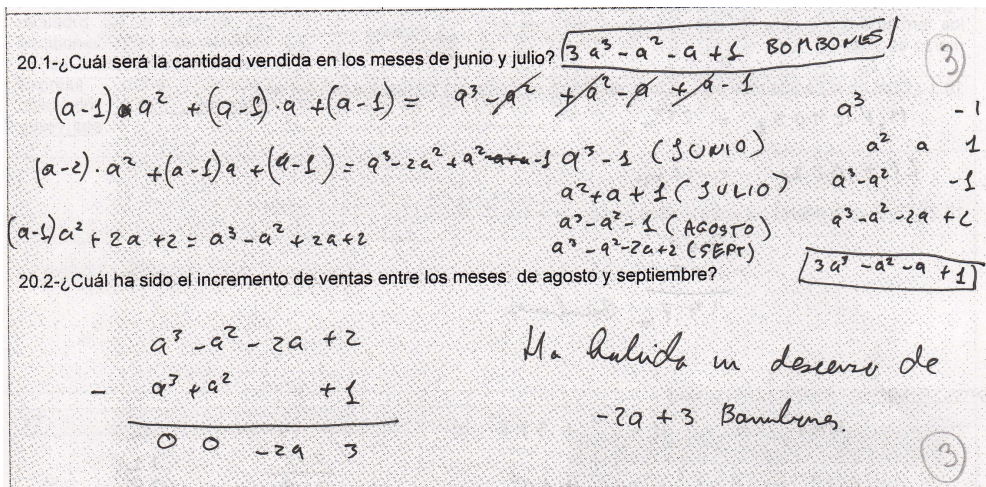 20.1-¿Cuál será la cantidad vendida en los meses de junio y julio? 3a³-a²-a+1 BOMBONES
3
(a-1)·a² + (a-1)·a + (a-1) = a³-a² +a²-a +a-1
(a-2)·a² + (a-1)a + (a-1) = a³-2a²+a²-a+a-1 a³-1 (JUNIO)
a²+a+1 (JULIO)
(a-1)a² + 2a + 2 = a³-a²+2a+2
a³-a²-1 (AGOSTO)
a³-a²-2a+2 (SEPT)
a³ -1
a² a 1
a³-a² -1
a³-a²-2a+2
3a³-a²-a+1
20.2-¿Cuál ha sido el incremento de ventas entre los meses de agosto y septiembre?
a³-a²-2a+2
- a³+a² +1
0 0 -2a 3
Ha habido un descenso de
-2a+3 Bombones.
3